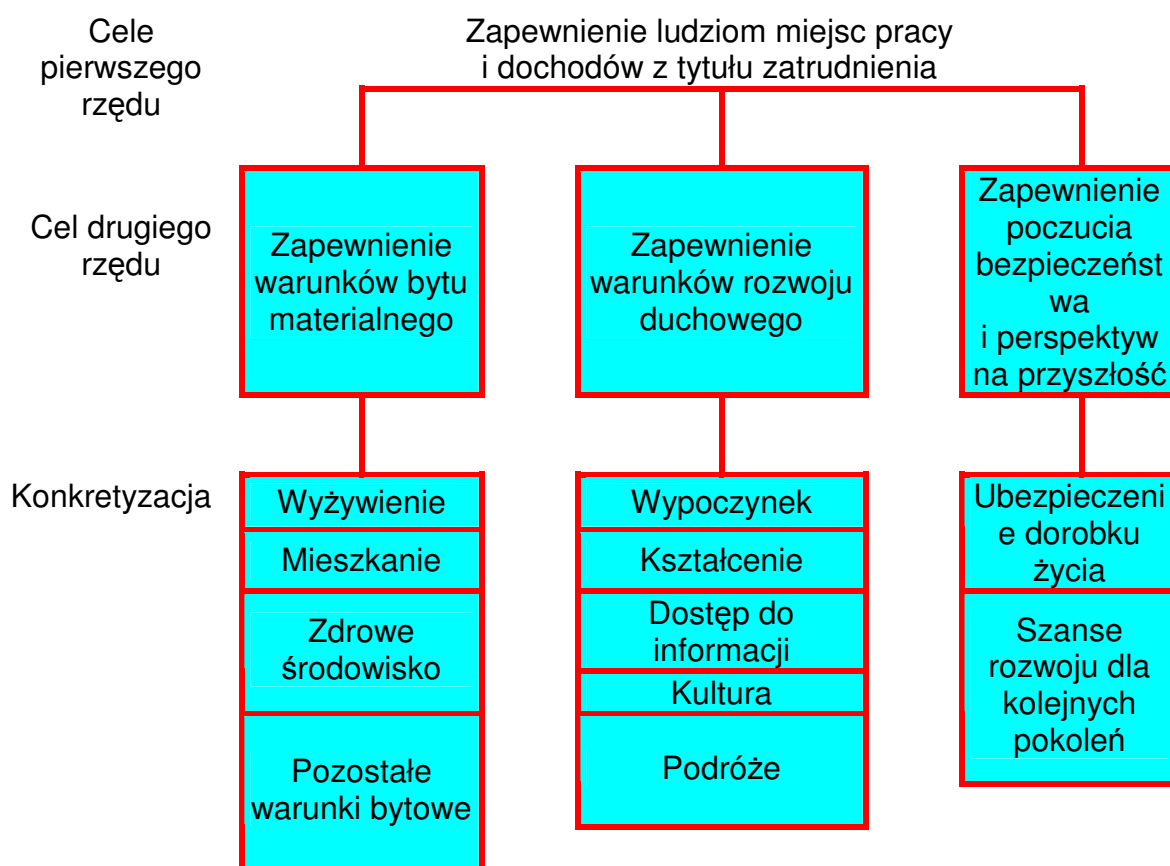 Cele
pierwszego
rzędu
Zapewnienie ludziom miejsc pracy
i dochodów z tytułu zatrudnienia
Cel drugiego
rzędu
Zapewnienie
warunków bytu
materialnego
Zapewnienie
warunków rozwoju
duchowego
Zapewnienie
poczucia
bezpieczeńst
wa
i perspektyw
na przyszłość
Konkretyzacja
Wyżywienie
Mieszkanie
Zdrowe
środowisko
Pozostałe
warunki bytowe
Wypoczynek
Kształcenie
Dostęp do
informacji
Kultura
Podróże
Ubezpieczeni
e dorobku
życia
Szanse
rozwoju dla
kolejnych
pokoleń